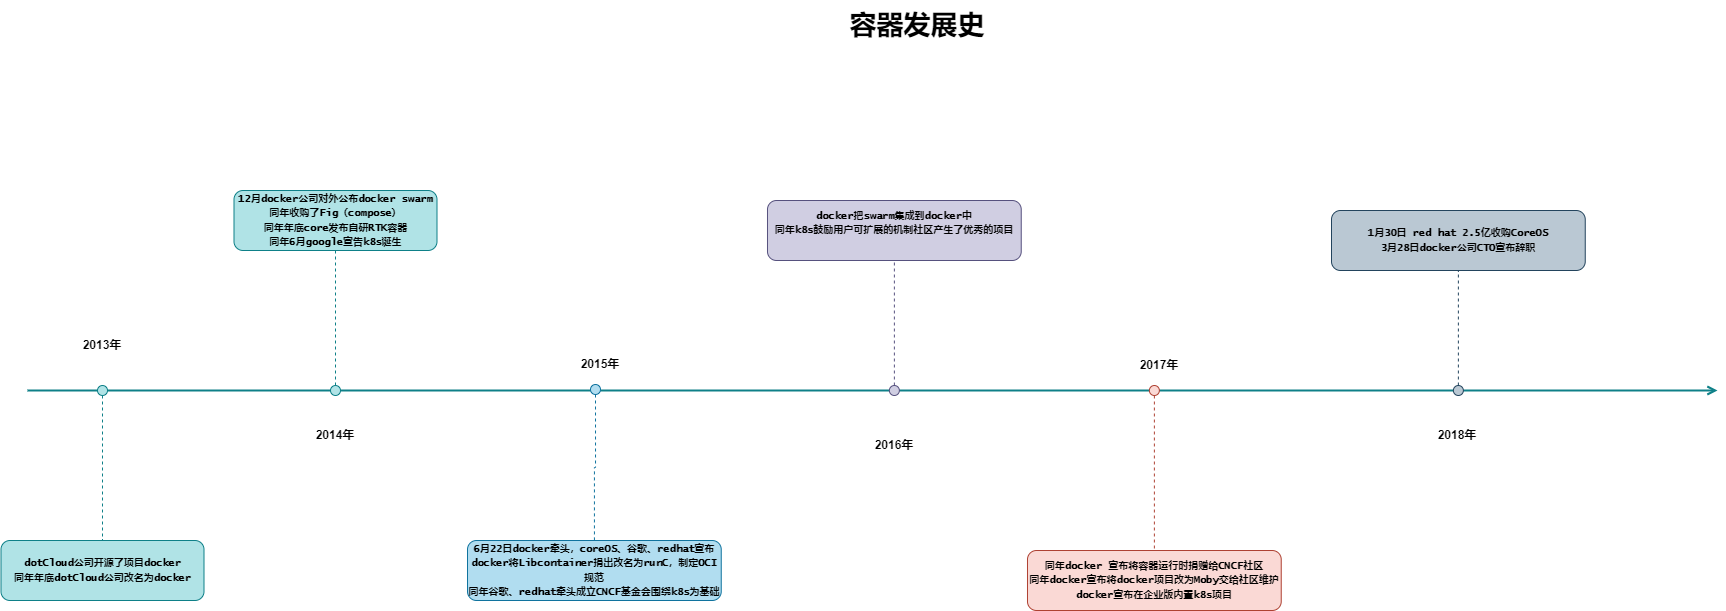 容器发展史
2013年
dotCloud公司开源了项目docker
同年年底dotCloud公司改名为docker
12月docker公司对外公布docker swarm
同年收购了Fig（compose）
同年年底core发布自研RTK容器
同年6月google宣告k8s诞生
2014年
2015年
6月22日docker牵头，coreOS、谷歌、redhat宣布
docker将Libcontainer捐出改名为runC，制定OCI
规范
同年谷歌、redhat牵头成立CNCF基金会围绕k8s为基础
docker把swarm集成到docker中
同年k8s鼓励用户可扩展的机制社区产生了优秀的项目
2016年
2017年
同年docker 宣布将容器运行时捐赠给CNCF社区
同年docker宣布将docker项目改为Moby交给社区维护
docker宣布在企业版内置k8s项目
1月30日 red hat 2.5亿收购CoreOS
3月28日docker公司CTO宣布辞职
2018年